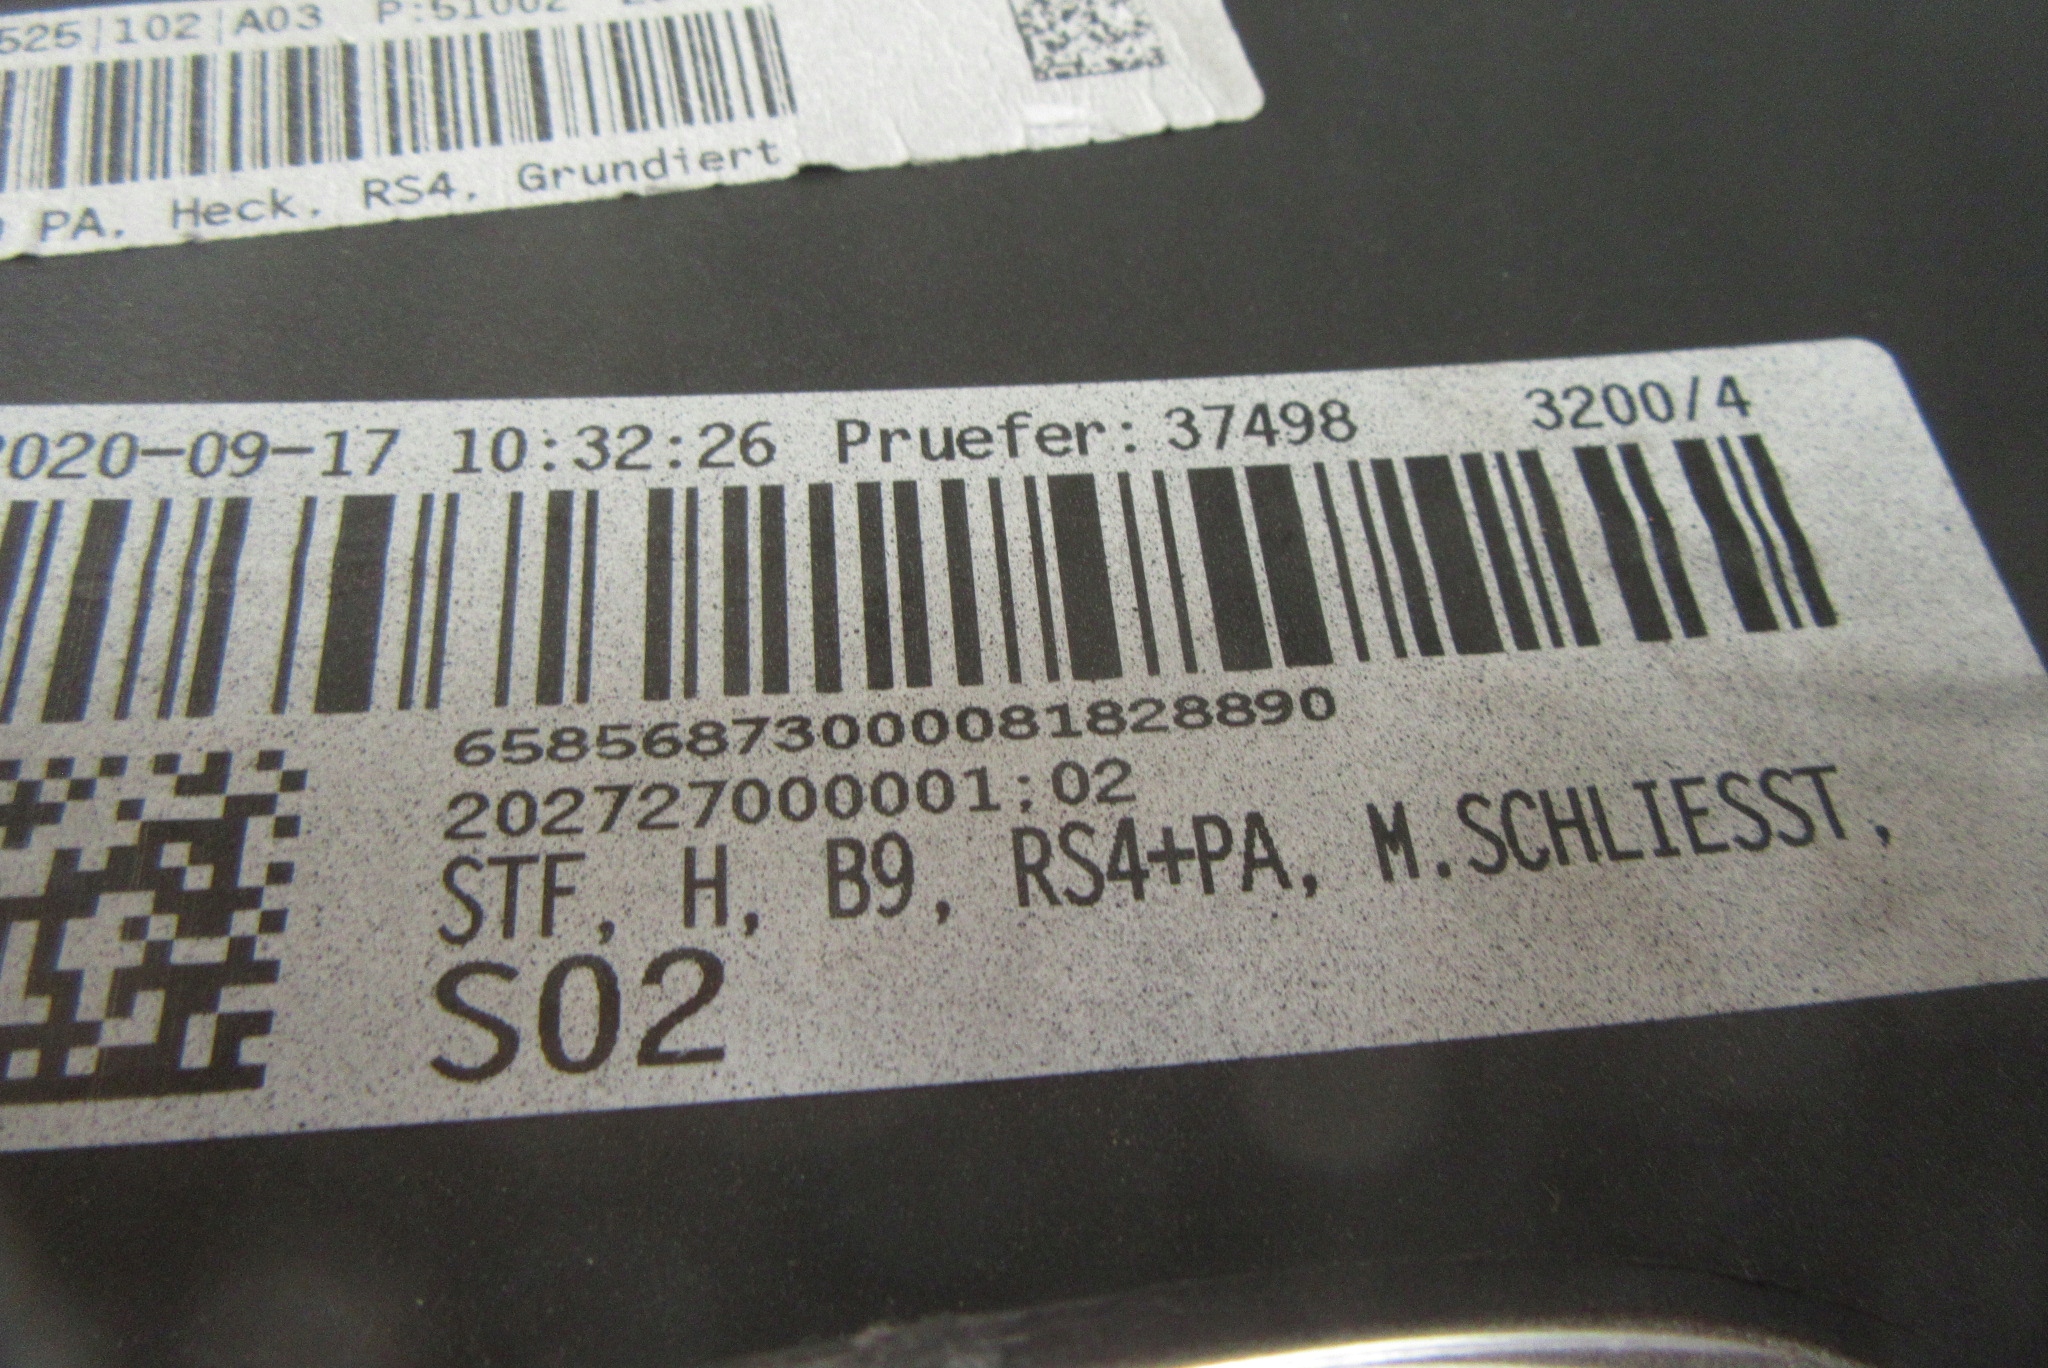 525|102|A03 P:51002
PA, Heck, RS4, Grundiert
2020-09-17 10:32:26 Pruefer: 37498 3200/4
65856873000081828890
202727000001:02
STF, H, B9, RS4+PA, M.SCHLIESST,
S02